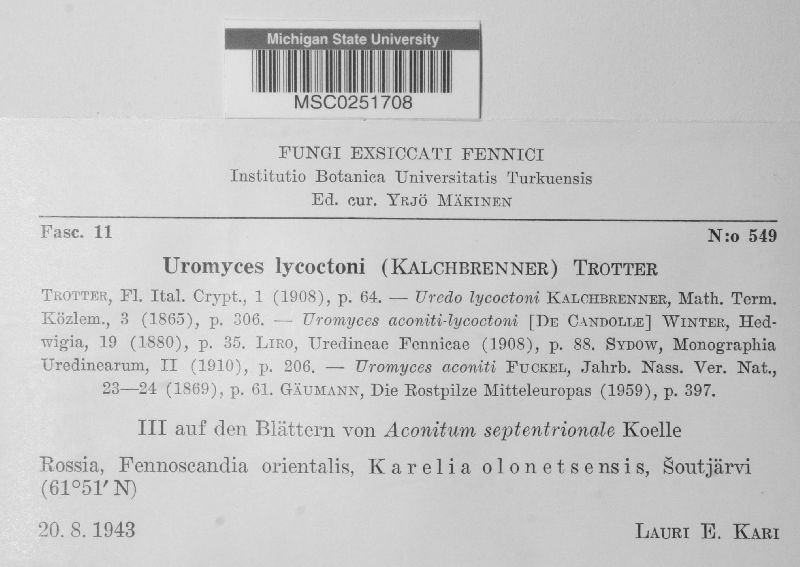 Michigan State University
MSC0251708
FUNGI EXSICCATI FENNICI
Institutio Botanica Universitatis Turkuensis
Ed. cur. YRJÖ MÄKINEN
Fasc. 11 N:o 549
Uromyces lycoctoni (KALCHBRENNER) TROTTER
TROTTER, Fl. Ital. Crypt., 1 (1908), p. 64. — Uredo lycoctoni KALCHBRENNER, Math. Term.
Közlem., 3 (1865), p. 306. — Uromyces aconiti-lycoctoni [DE CANDOLLE] WINTER, Hed-
wigia, 19 (1880), p. 35. LIRO, Uredineae Fennicae (1908), p. 88. SYDOW, Monographia
Uredinearum, II (1910), p. 206. — Uromyces aconiti FUCKEL, Jahrb. Nass. Ver. Nat.,
23—24 (1869), p. 61. GÄUMANN, Die Rostpilze Mitteleuropas (1959), p. 397.
III auf den Blättern von Aconitum septentrionale Koelle
Rossia, Fennoscandia orientalis, Karelia olonetsensis, Šoutjärvi
(61°51′ N)
20. 8. 1943 LAURI E. KARI